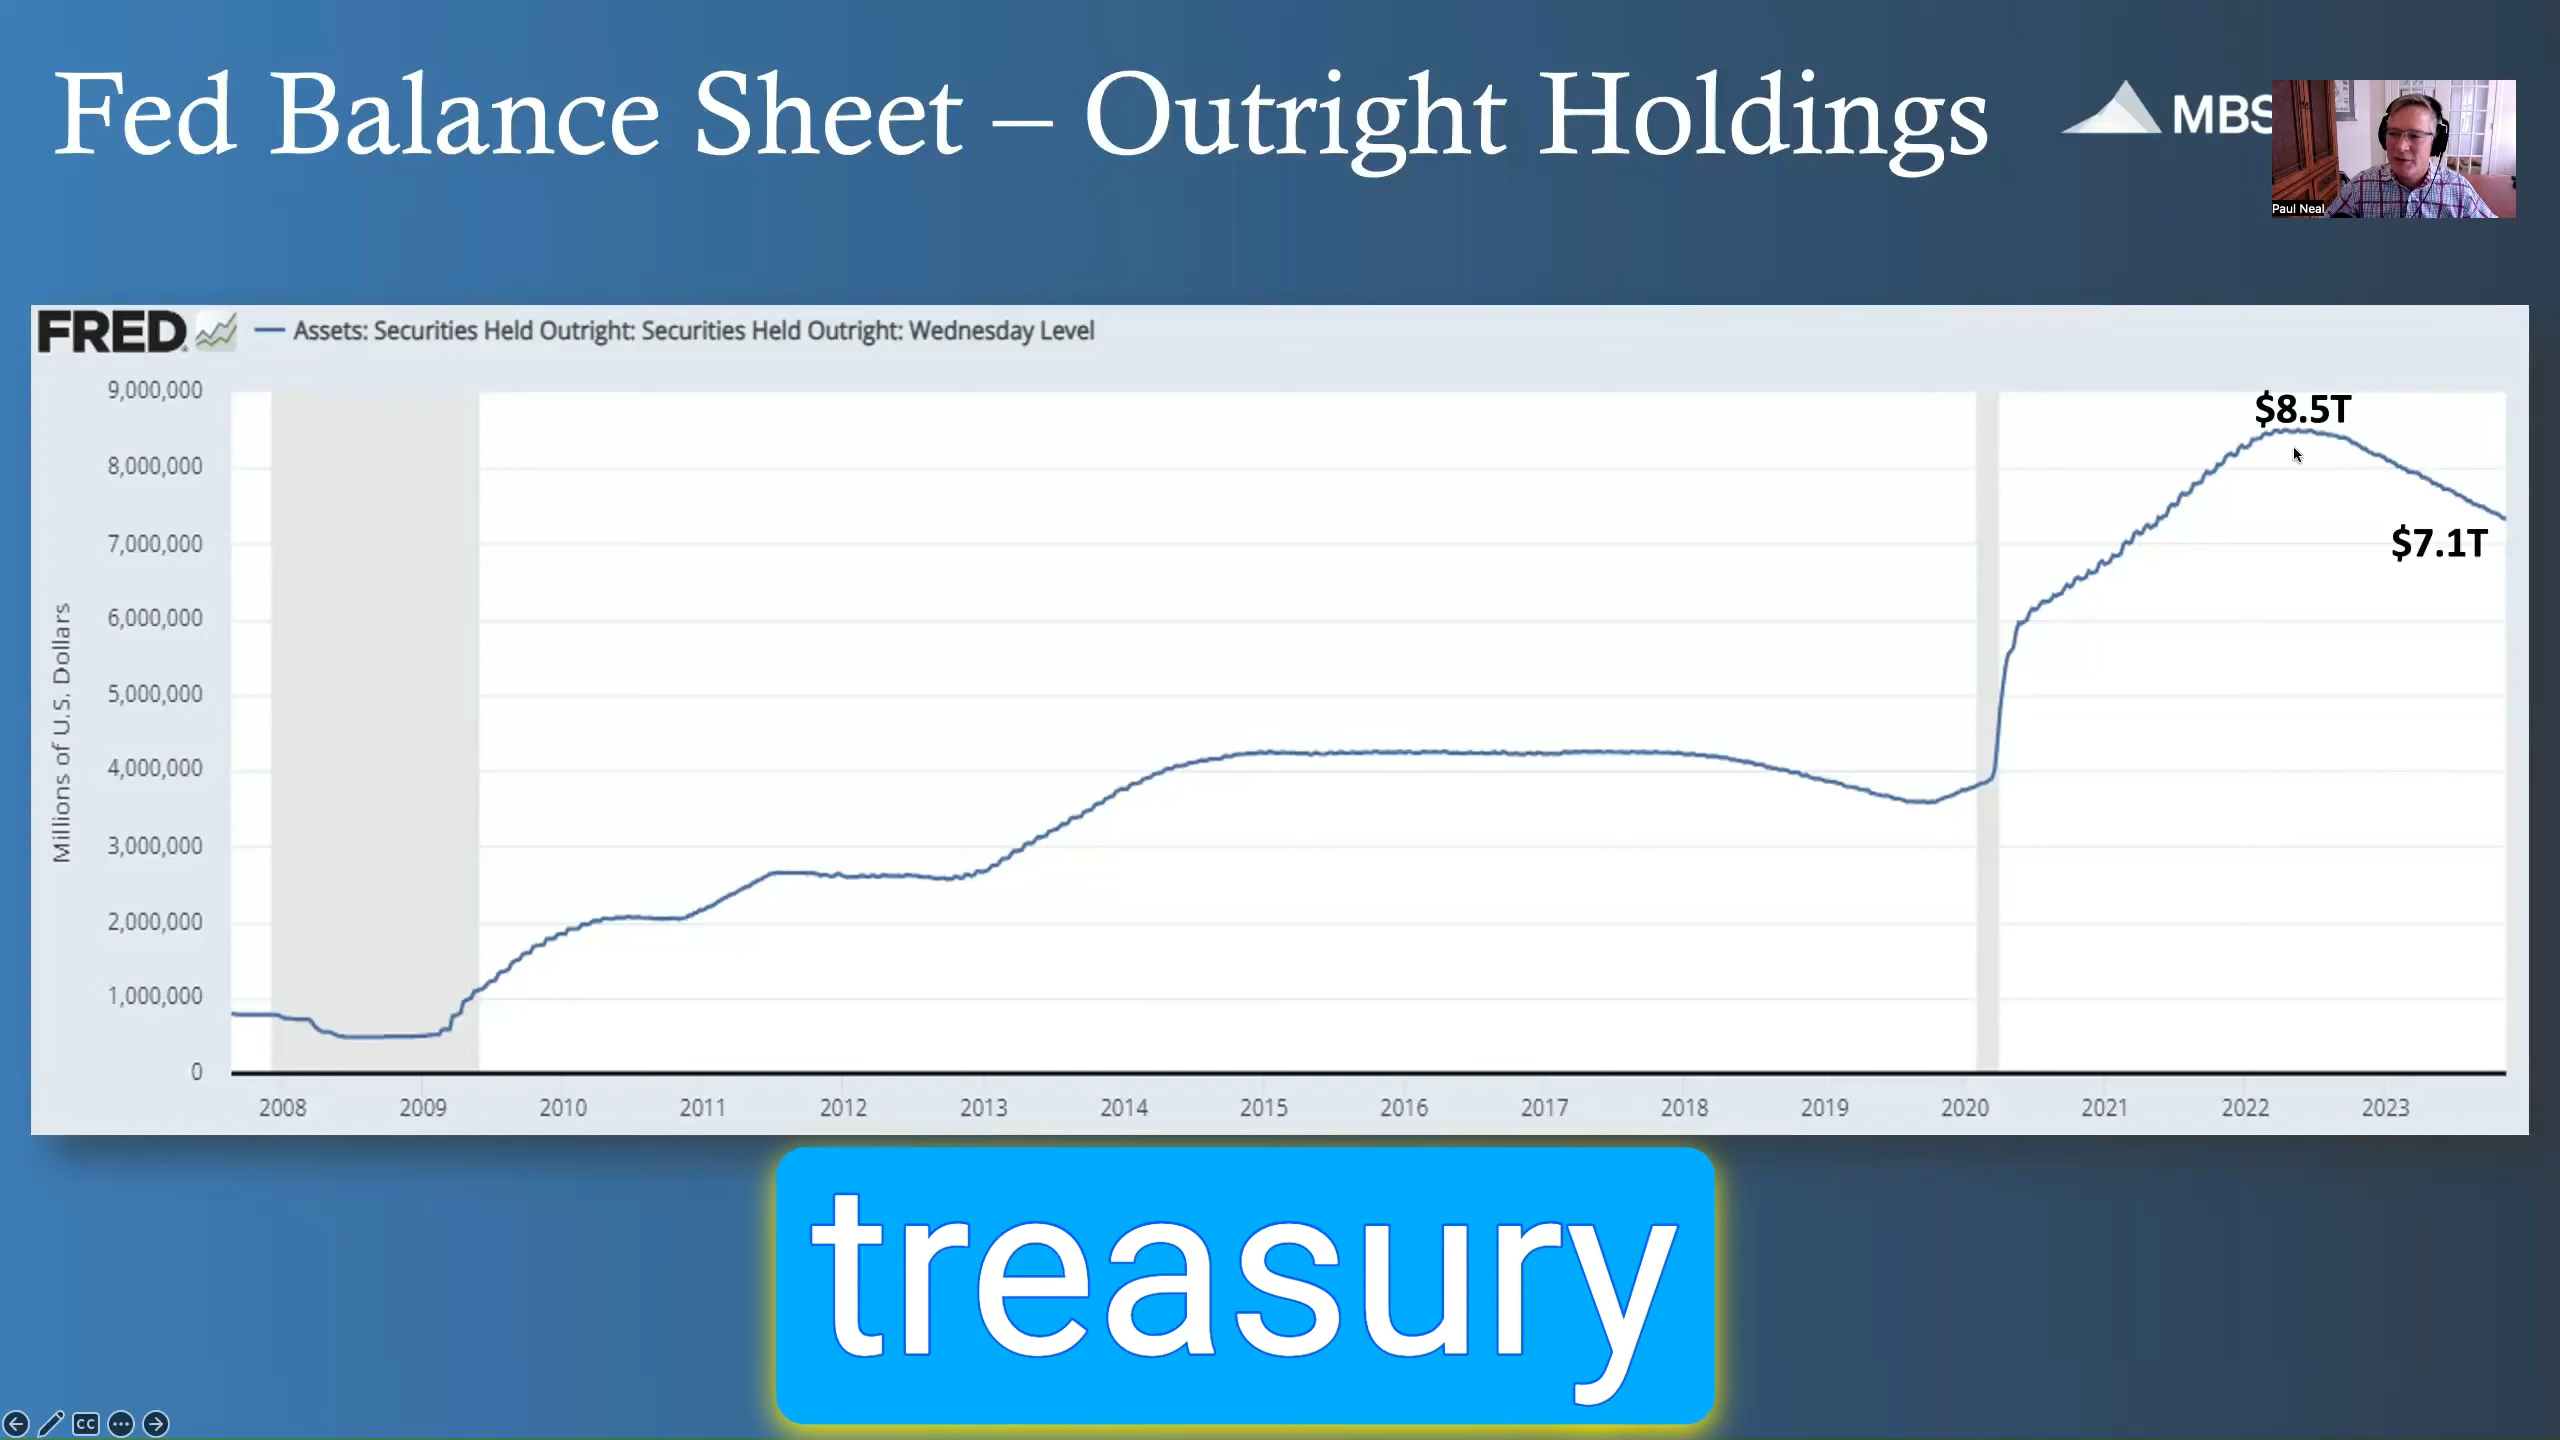 Fed Balance Sheet – Outright Holdings
MBS
Paul Neal
FRED
Assets: Securities Held Outright: Securities Held Outright: Wednesday Level
Millions of U.S. Dollars
9,000,000
8,000,000
7,000,000
6,000,000
5,000,000
4,000,000
3,000,000
2,000,000
1,000,000
0
$8.5T
$7.1T
2008 2009 2010 2011 2012 2013 2014 2015 2016 2017 2018 2019 2020 2021 2022 2023
treasury
CC